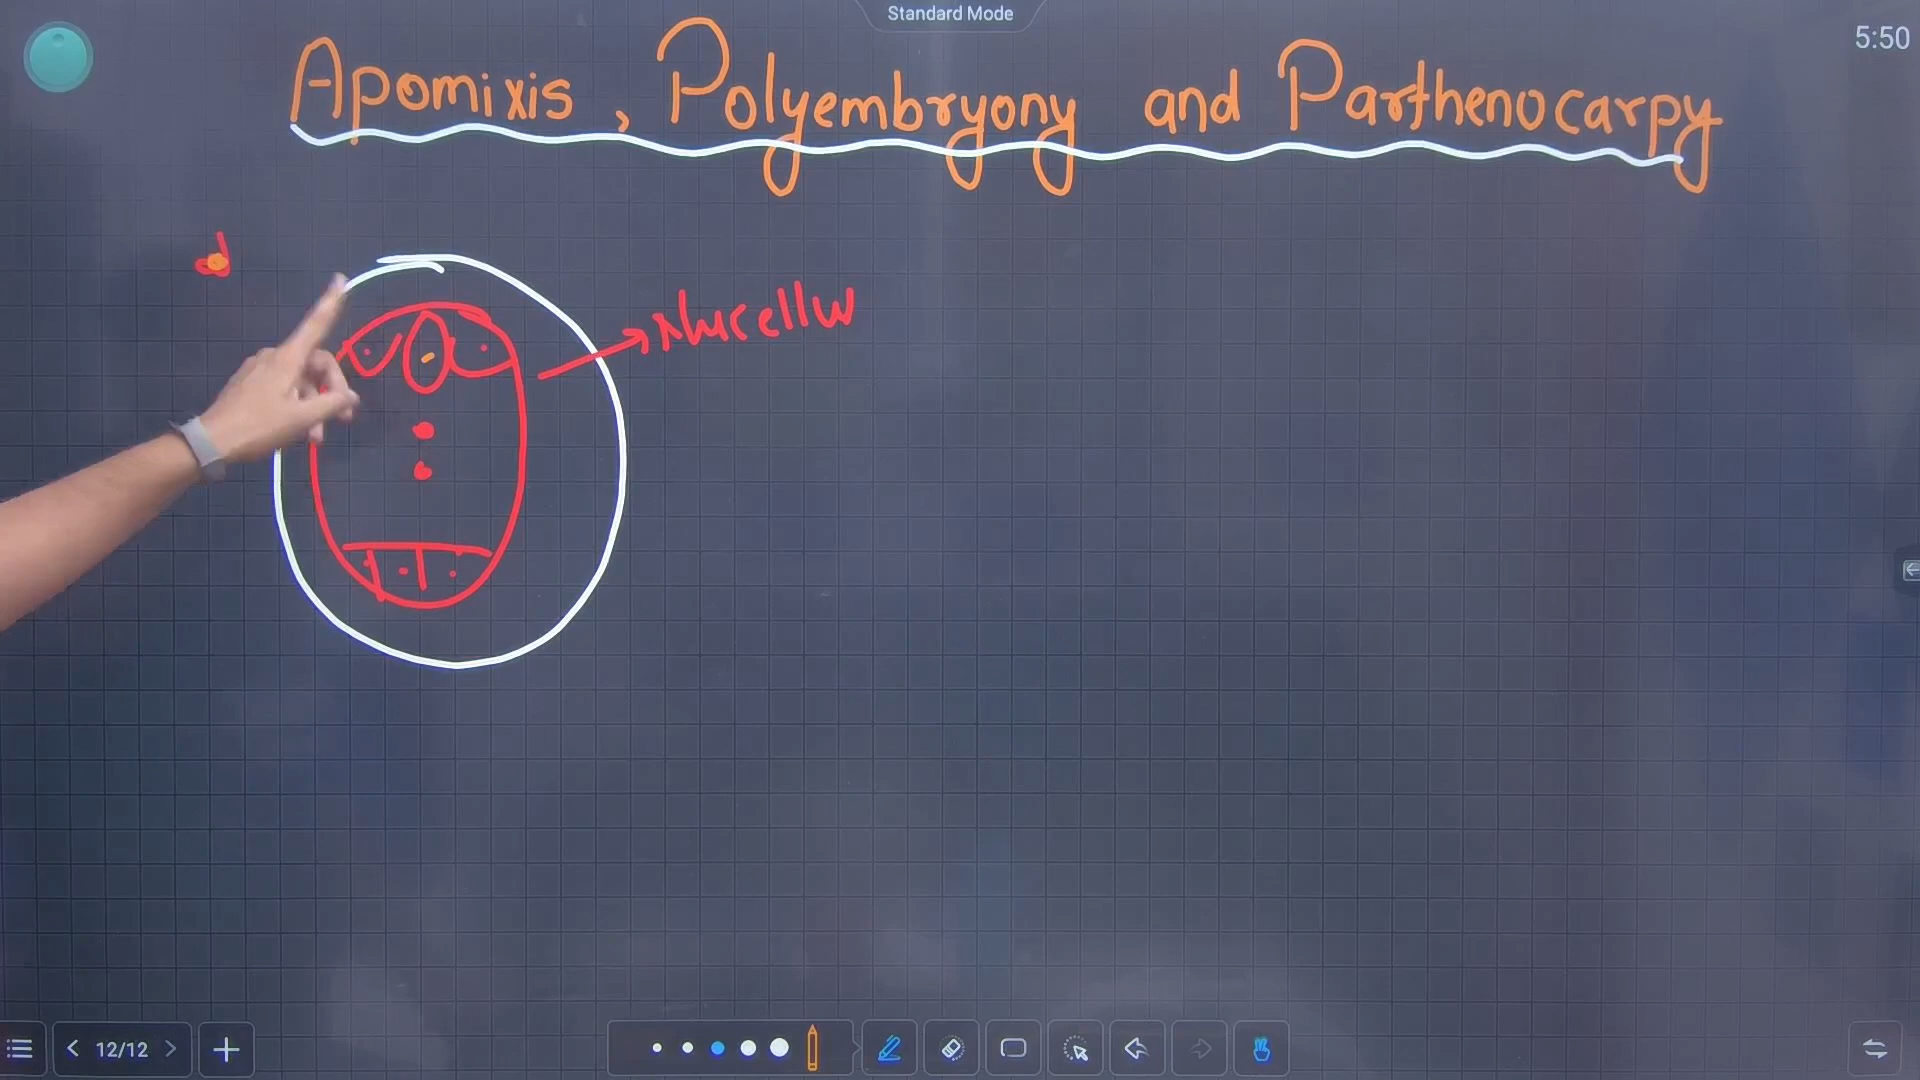 Standard Mode
5:50
Apomixis, Polyembryony and Parthenocarpy
Nucellus
12/12